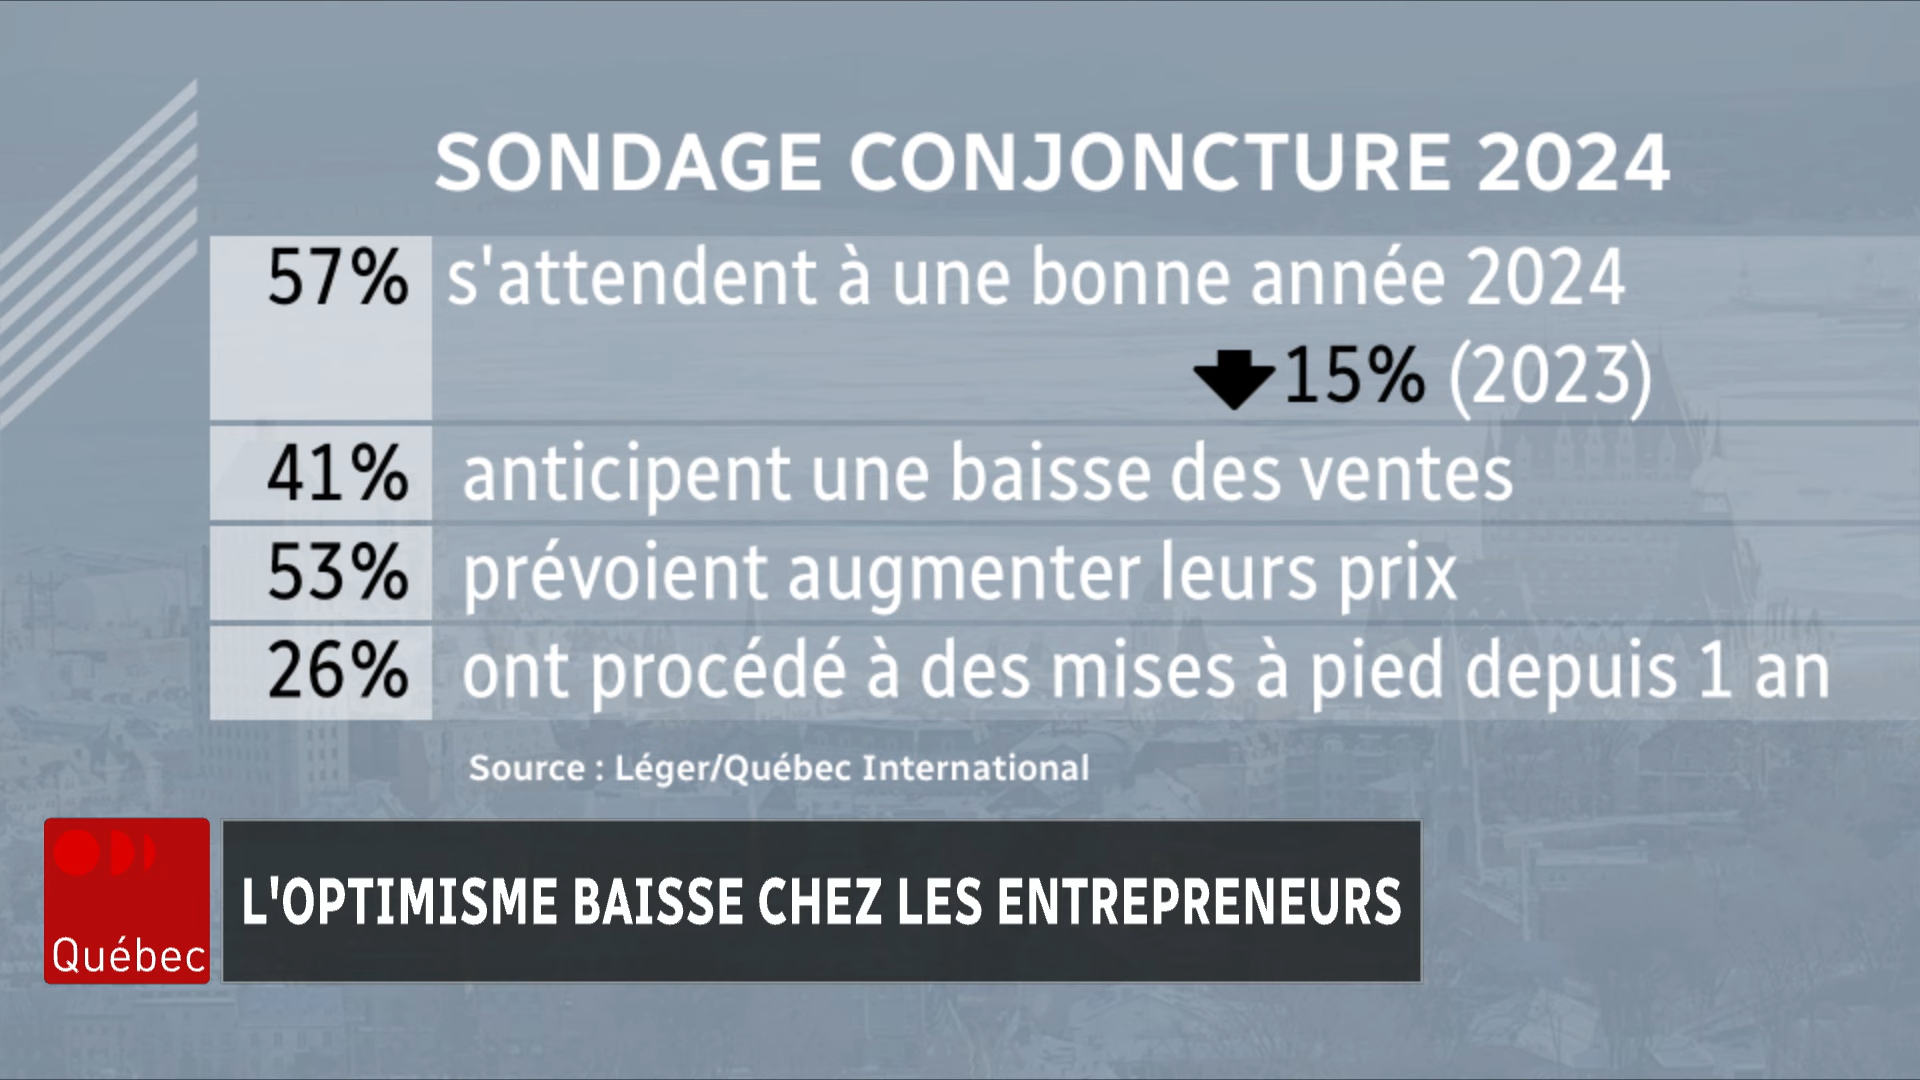 SONDAGE CONJONCTURE 2024
57% s'attendent à une bonne année 2024
15% (2023)
41% anticipent une baisse des ventes
53% prévoient augmenter leurs prix
26% ont procédé à des mises à pied depuis 1 an
Source : Léger/Québec International
L'OPTIMISME BAISSE CHEZ LES ENTREPRENEURS
Québec